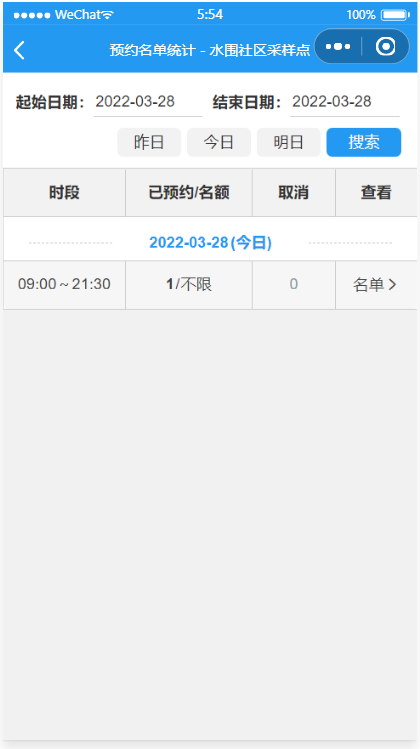 WeChat 5:54 100%
预约名单统计 - 水围社区采样点
起始日期： 2022-03-28 结束日期： 2022-03-28
昨日 今日 明日 搜索
时段 已预约/名额 取消 查看
2022-03-28(今日)
09:00~21:30 1/不限 0 名单